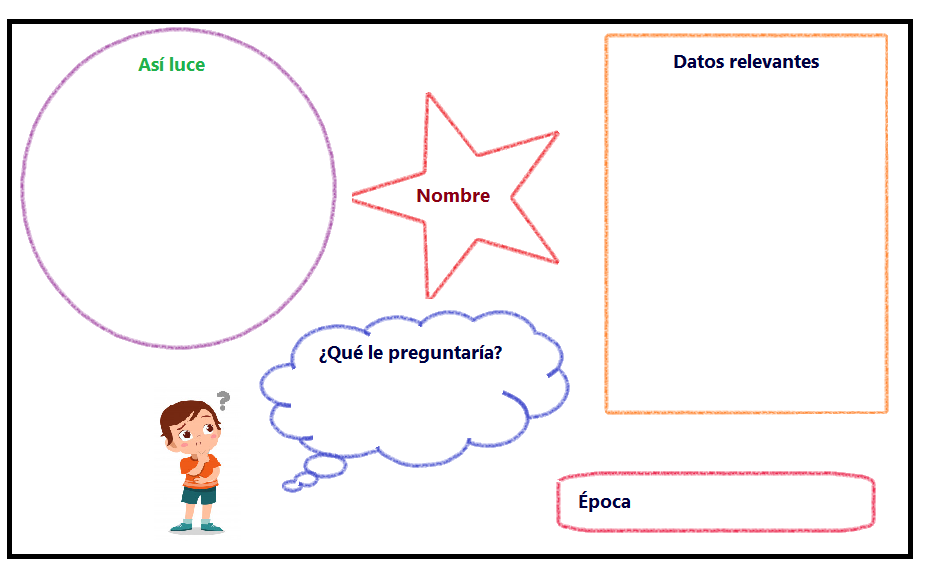 Así luce
Nombre
Datos relevantes
¿Qué le preguntaría?
?
Época